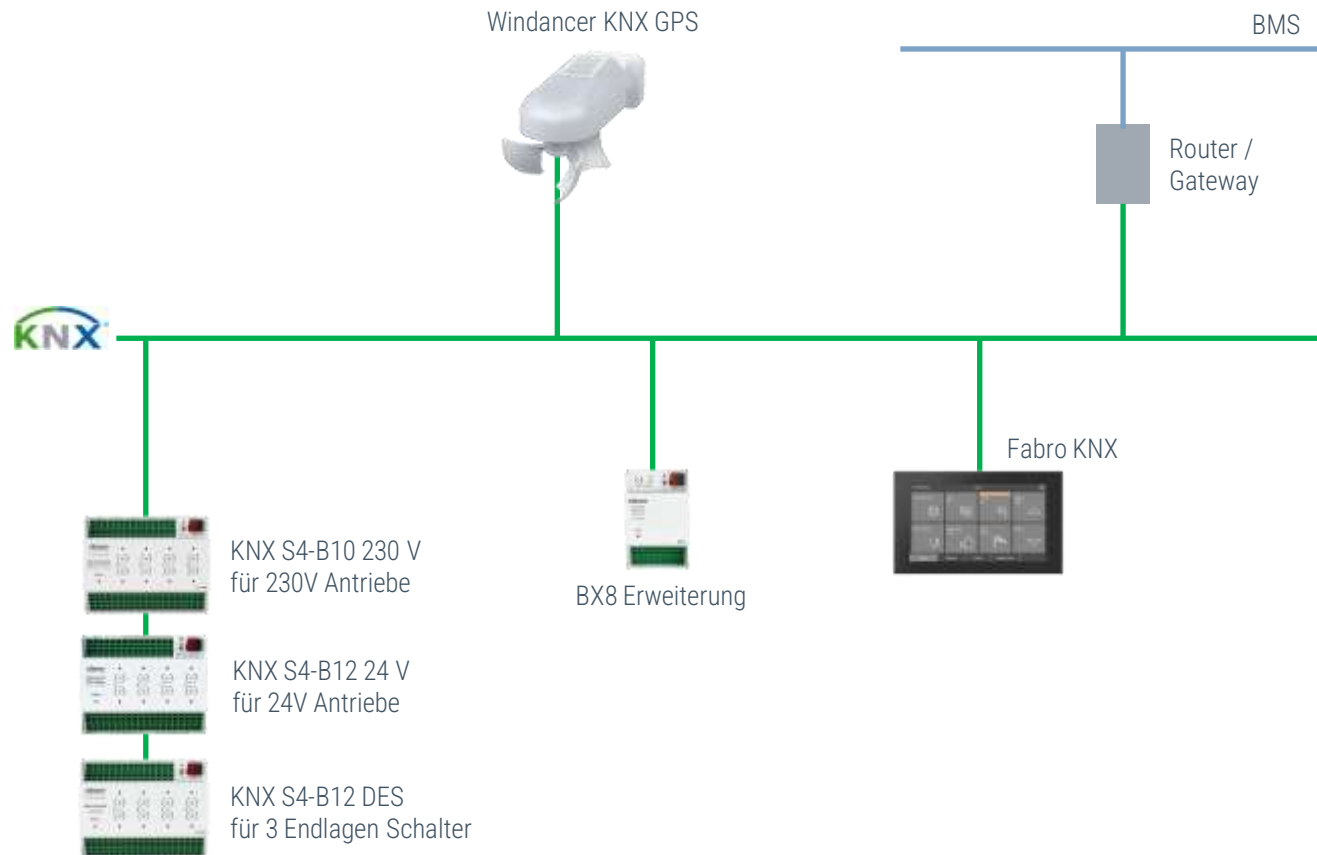 Windancer KNX GPS
BMS
Router /
Gateway
KNX
Fabro KNX
KNX S4-B10 230 V
für 230V Antriebe
BX8 Erweiterung
KNX S4-B12 24 V
für 24V Antriebe
KNX S4-B12 DES
für 3 Endlagen Schalter